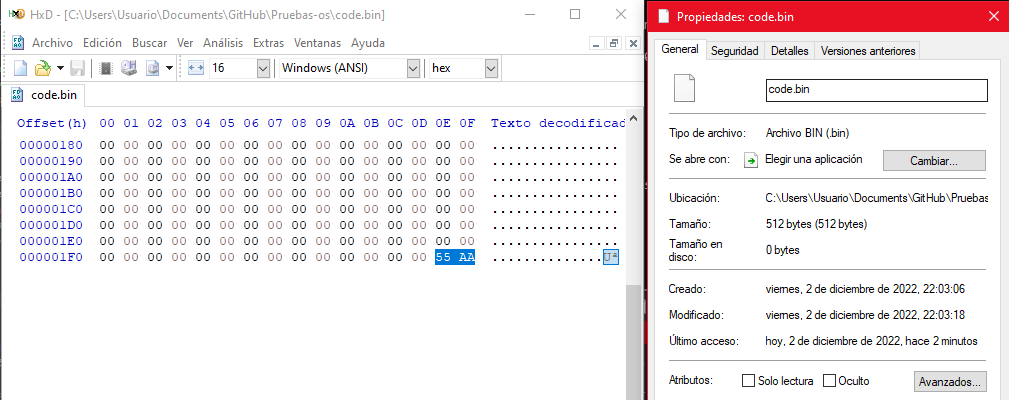 HxD - [C:\Users\Usuario\Documents\GitHub\Pruebas-os\code.bin]
Archivo Edición Buscar Ver Análisis Extras Ventanas Ayuda
16 Windows (ANSI) hex
code.bin
Offset(h) 00 01 02 03 04 05 06 07 08 09 0A 0B 0C 0D 0E 0F Texto decodificad
00000180 00 00 00 00 00 00 00 00 00 00 00 00 00 00 00 00 ................
00000190 00 00 00 00 00 00 00 00 00 00 00 00 00 00 00 00 ................
000001A0 00 00 00 00 00 00 00 00 00 00 00 00 00 00 00 00 ................
000001B0 00 00 00 00 00 00 00 00 00 00 00 00 00 00 00 00 ................
000001C0 00 00 00 00 00 00 00 00 00 00 00 00 00 00 00 00 ................
000001D0 00 00 00 00 00 00 00 00 00 00 00 00 00 00 00 00 ................
000001E0 00 00 00 00 00 00 00 00 00 00 00 00 00 00 00 00 ................
000001F0 00 00 00 00 00 00 00 00 00 00 00 00 00 00 55 AA ..............Uª
Propiedades: code.bin
General Seguridad Detalles Versiones anteriores
code.bin
Tipo de archivo: Archivo BIN (.bin)
Se abre con: Elegir una aplicación Cambiar...
Ubicación: C:\Users\Usuario\Documents\GitHub\Pruebas
Tamaño: 512 bytes (512 bytes)
Tamaño en disco: 0 bytes
Creado: viernes, 2 de diciembre de 2022, 22:03:06
Modificado: viernes, 2 de diciembre de 2022, 22:03:18
Último acceso: hoy, 2 de diciembre de 2022, hace 2 minutos
Atributos: Solo lectura Oculto Avanzados...